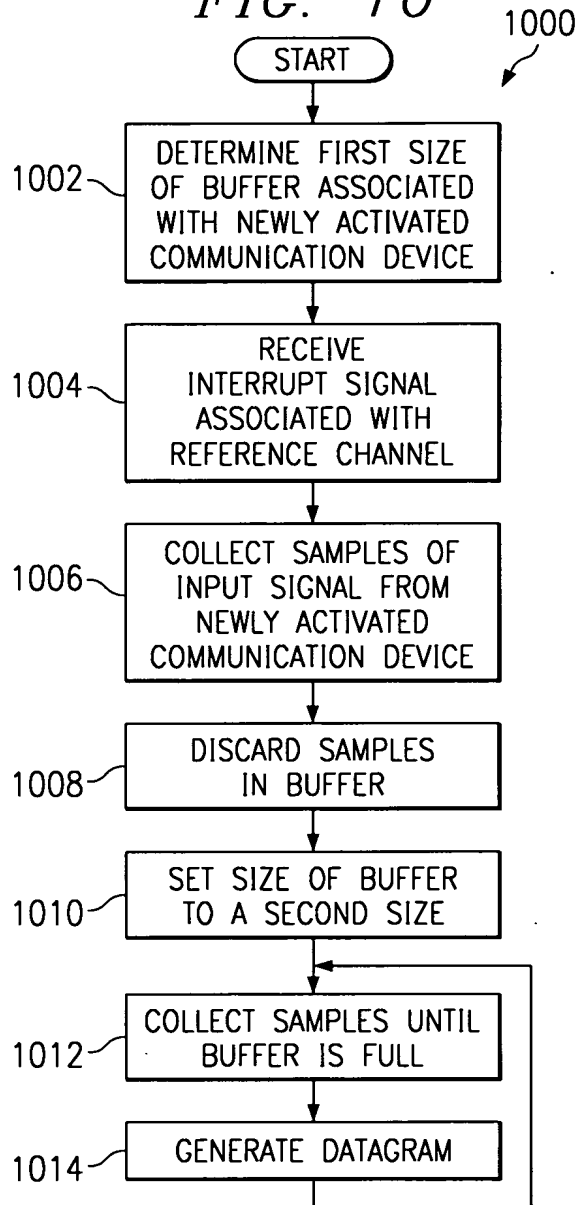 FIG. 10
1000
START
1002
DETERMINE FIRST SIZE
OF BUFFER ASSOCIATED
WITH NEWLY ACTIVATED
COMMUNICATION DEVICE
1004
RECEIVE
INTERRUPT SIGNAL
ASSOCIATED WITH
REFERENCE CHANNEL
1006
COLLECT SAMPLES OF
INPUT SIGNAL FROM
NEWLY ACTIVATED
COMMUNICATION DEVICE
1008
DISCARD SAMPLES
IN BUFFER
1010
SET SIZE OF BUFFER
TO A SECOND SIZE
1012
COLLECT SAMPLES UNTIL
BUFFER IS FULL
1014
GENERATE DATAGRAM